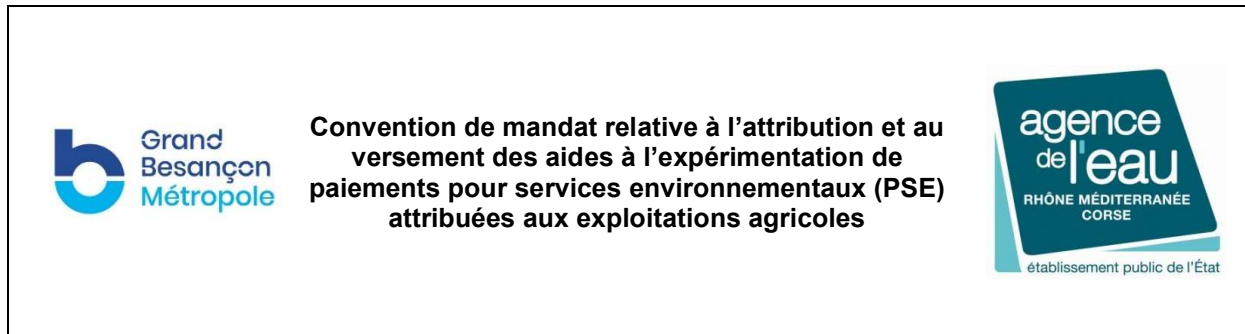 Grand
Besançon
Métropole
Convention de mandat relative à l’attribution et au
versement des aides à l’expérimentation de
paiements pour services environnementaux (PSE)
attribuées aux exploitations agricoles
agence
de l'eau
RHÔNE MÉDITERRANÉE
CORSE
établissement public de l'État